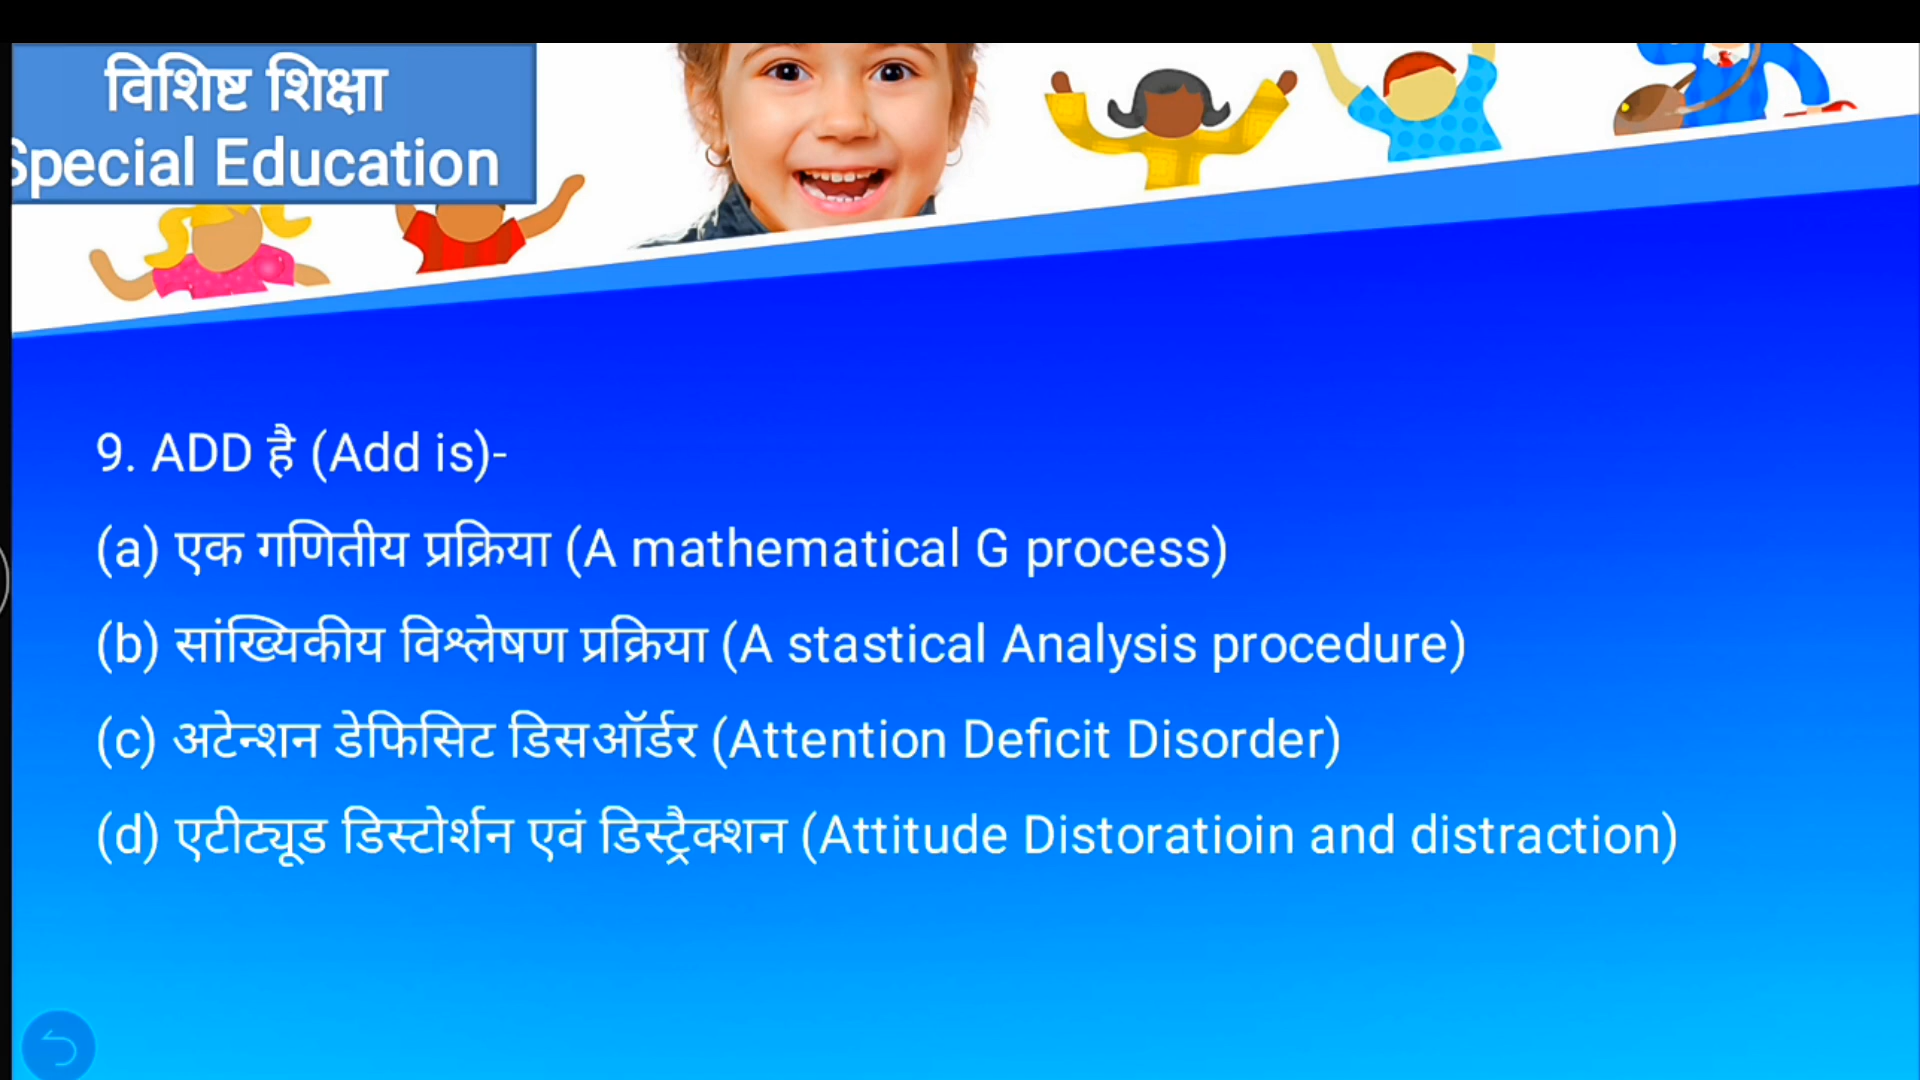 विशिष्ट शिक्षा
Special Education
9. ADD है (Add is)-
(a) एक गणितीय प्रक्रिया (A mathematical G process)
(b) सांख्यिकीय विश्लेषण प्रक्रिया (A stastical Analysis procedure)
(c) अटेन्शन डेफिसिट डिसऑर्डर (Attention Deficit Disorder)
(d) एटीट्यूड डिस्टोर्शन एवं डिस्ट्रैक्शन (Attitude Distoratioin and distraction)